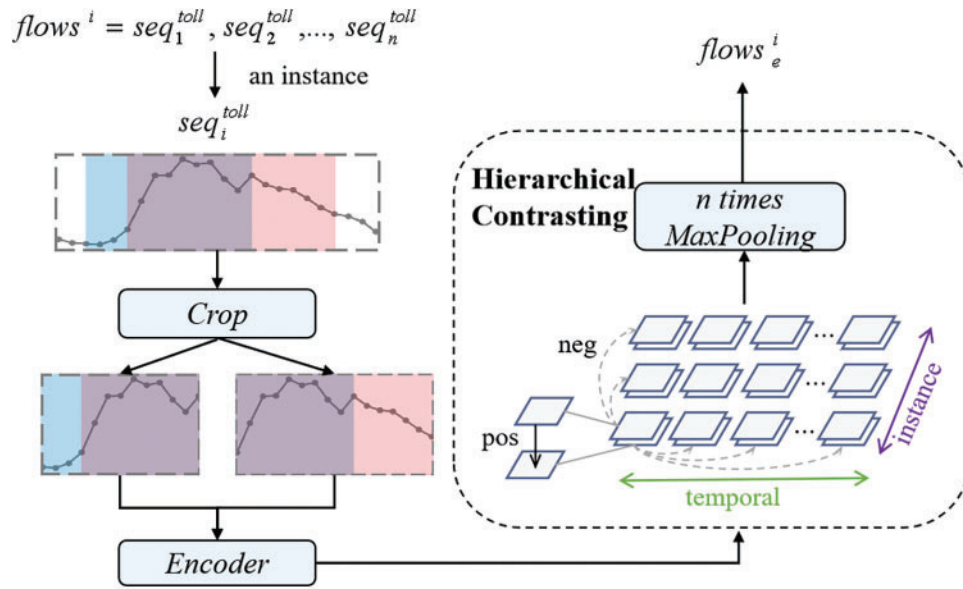 flows^i = seq_1^toll , seq_2^toll ,..., seq_n^toll
an instance
seq_i^toll
Crop
Encoder
flows_e^i
Hierarchical
Contrasting
n times
MaxPooling
neg
pos
...
...
...
instance
temporal